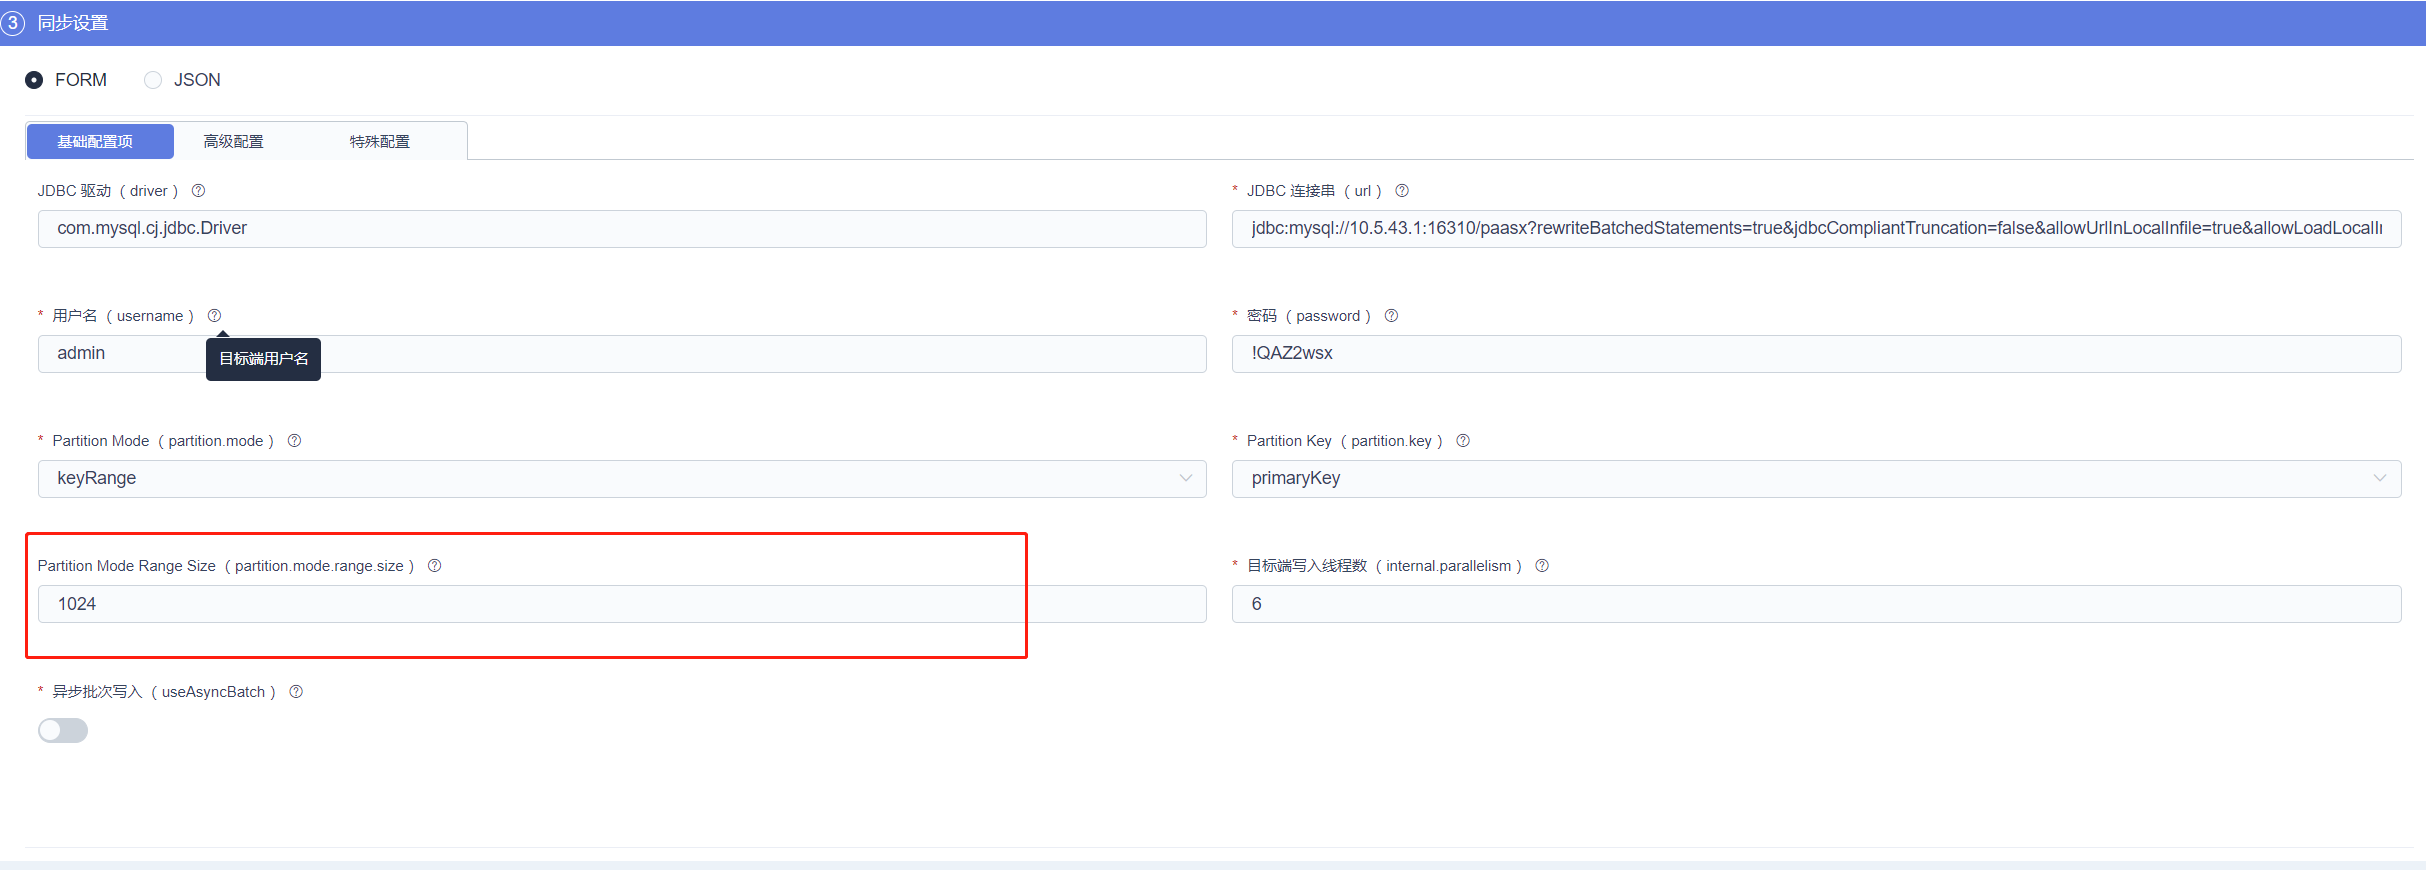 3 同步设置
FORM JSON
基础配置项 高级配置 特殊配置
JDBC 驱动 ( driver ) ?
com.mysql.cj.jdbc.Driver
* JDBC 连接串 ( url ) ?
jdbc:mysql://10.5.43.1:16310/paasx?rewriteBatchedStatements=true&jdbcCompliantTruncation=false&allowUrlInLocalInfile=true&allowLoadLocalI
* 用户名 ( username ) ?
admin
目标端用户名
* 密码 ( password ) ?
!QAZ2wsx
* Partition Mode ( partition.mode ) ?
keyRange
* Partition Key ( partition.key ) ?
primaryKey
Partition Mode Range Size ( partition.mode.range.size ) ?
1024
* 目标端写入线程数 ( internal.parallelism ) ?
6
* 异步批次写入 ( useAsyncBatch ) ?